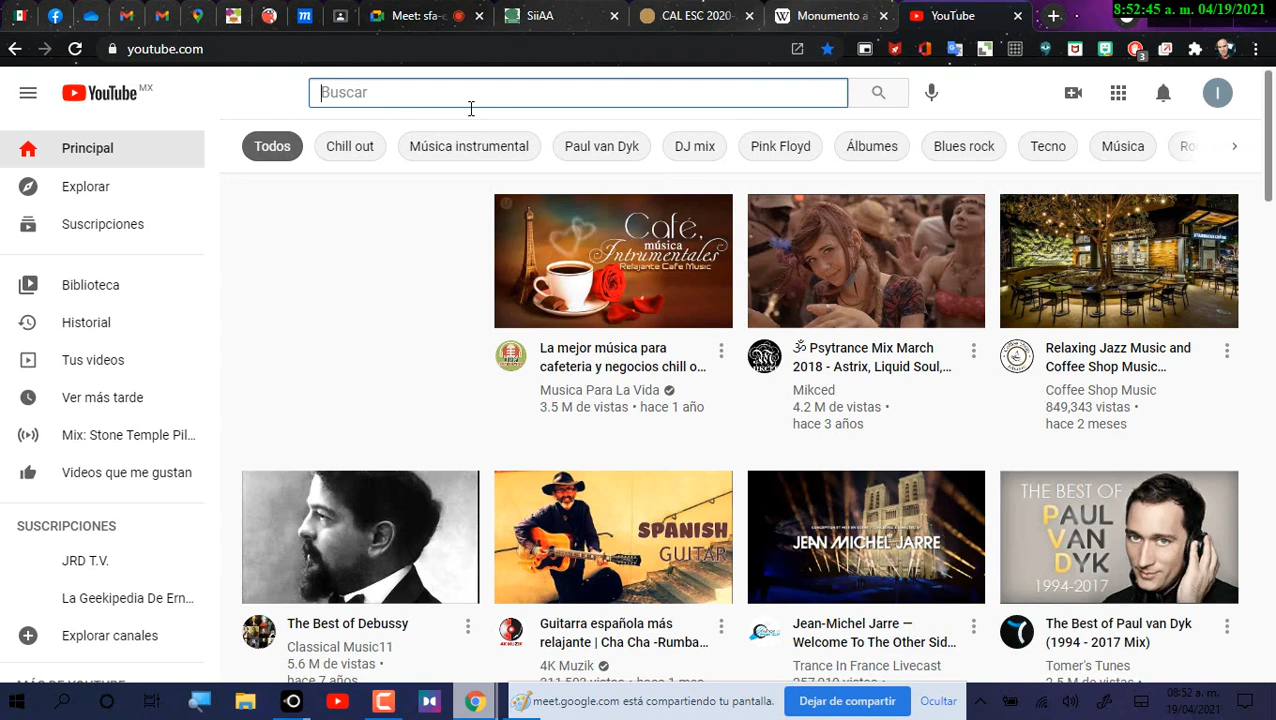 Meet: sfa-
SiiAA
CAL ESC 2020-
Monumento a
YouTube
8:52:45 a. m. 04/19/2021
youtube.com
3
YouTube MX
Buscar
I
Principal
Explorar
Suscripciones
Biblioteca
Historial
Tus videos
Ver más tarde
Mix: Stone Temple Pil...
Videos que me gustan
SUSCRIPCIONES
JRD T.V.
La Geekipedia De Ern...
Explorar canales
Todos
Chill out
Música instrumental
Paul van Dyk
DJ mix
Pink Floyd
Álbumes
Blues rock
Tecno
Música
Café,
música
Intrumentales
Relajante Cafe Music
La mejor música para
cafeteria y negocios chill o...
Musica Para La Vida
3.5 M de vistas • hace 1 año
ॐ Psytrance Mix March
2018 - Astrix, Liquid Soul,...
Mikced
4.2 M de vistas •
hace 3 años
Relaxing Jazz Music and
Coffee Shop Music...
Coffee Shop Music
849,343 vistas •
hace 2 meses
The Best of Debussy
Classical Music11
5.6 M de vistas •
hace 7 años
SPANISH
GUITAR
Guitarra española más
relajante | Cha Cha -Rumba...
4K Muzik
JEAN-MICHEL JARRE
Jean-Michel Jarre —
Welcome To The Other Sid...
Trance In France Livecast
THE BEST OF
PAUL
VAN
DYK
1994-2017
The Best of Paul van Dyk
(1994 - 2017 Mix)
Tomer's Tunes
meet.google.com está compartiendo tu pantalla.
Dejar de compartir
Ocultar
08:52 a. m.
19/04/2021